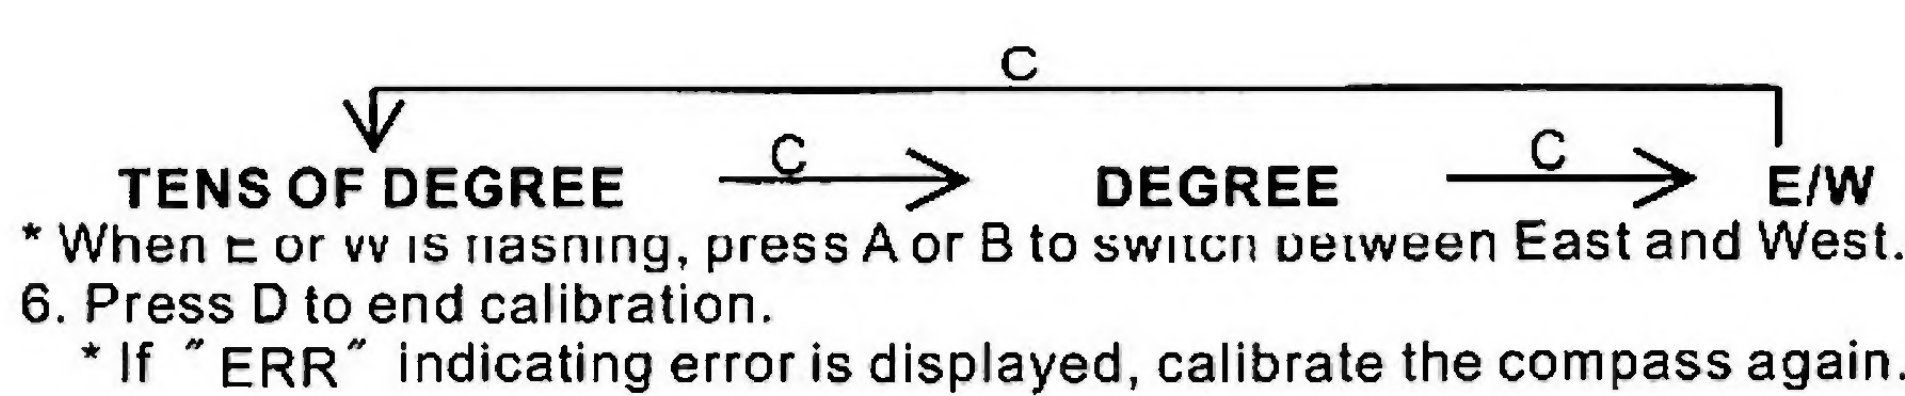 C
TENS OF DEGREE C DEGREE C E/W
* When E or W is flashing, press A or B to switch between East and West.
6. Press D to end calibration.
* If ″ERR″ indicating error is displayed, calibrate the compass again.